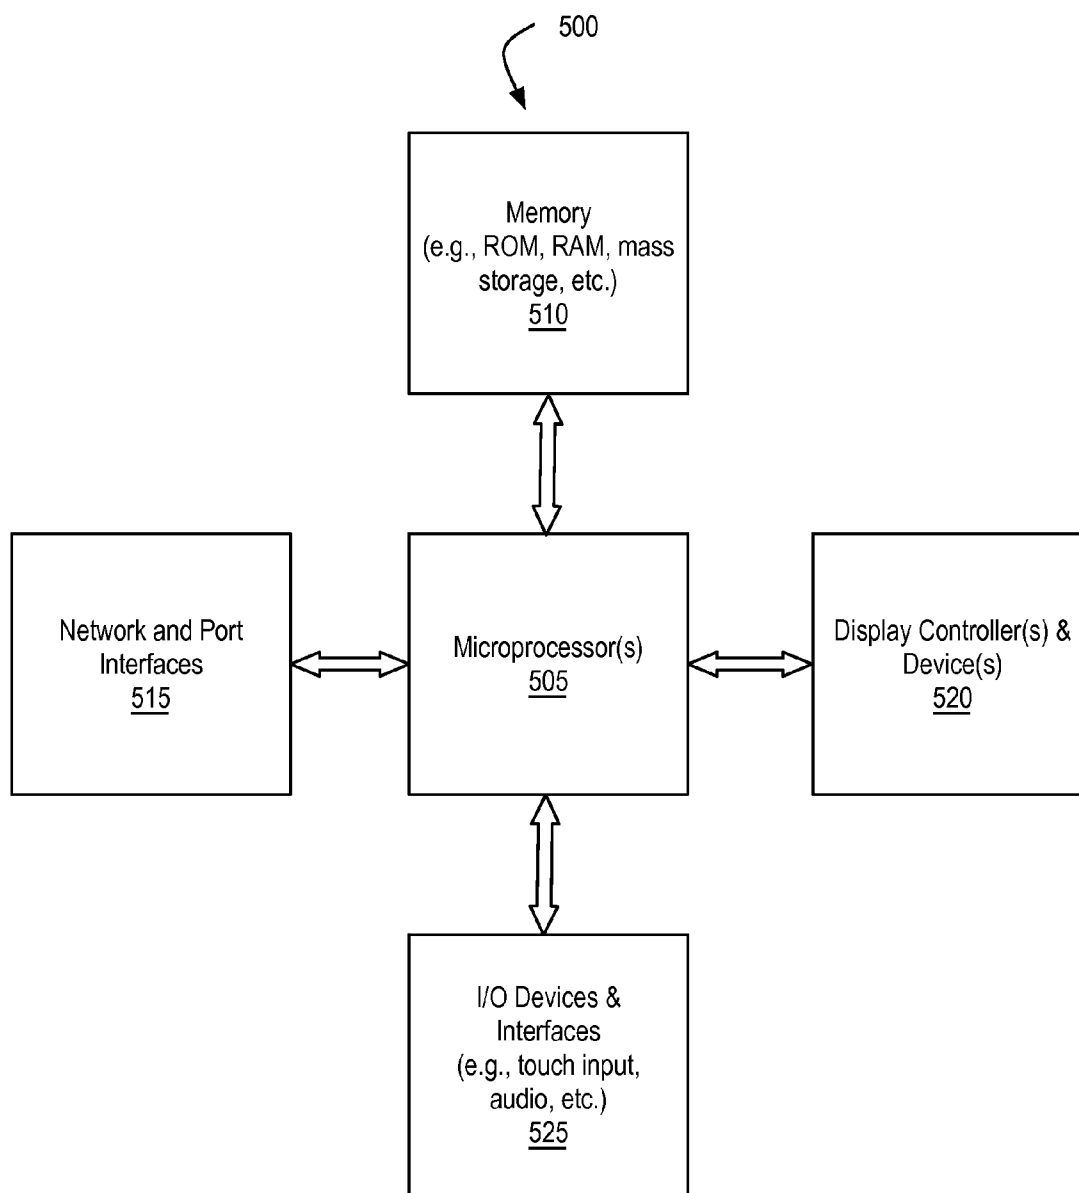 500
Memory
(e.g., ROM, RAM, mass
storage, etc.)
510
Network and Port
Interfaces
515
Microprocessor(s)
505
Display Controller(s) &
Device(s)
520
I/O Devices &
Interfaces
(e.g., touch input,
audio, etc.)
525